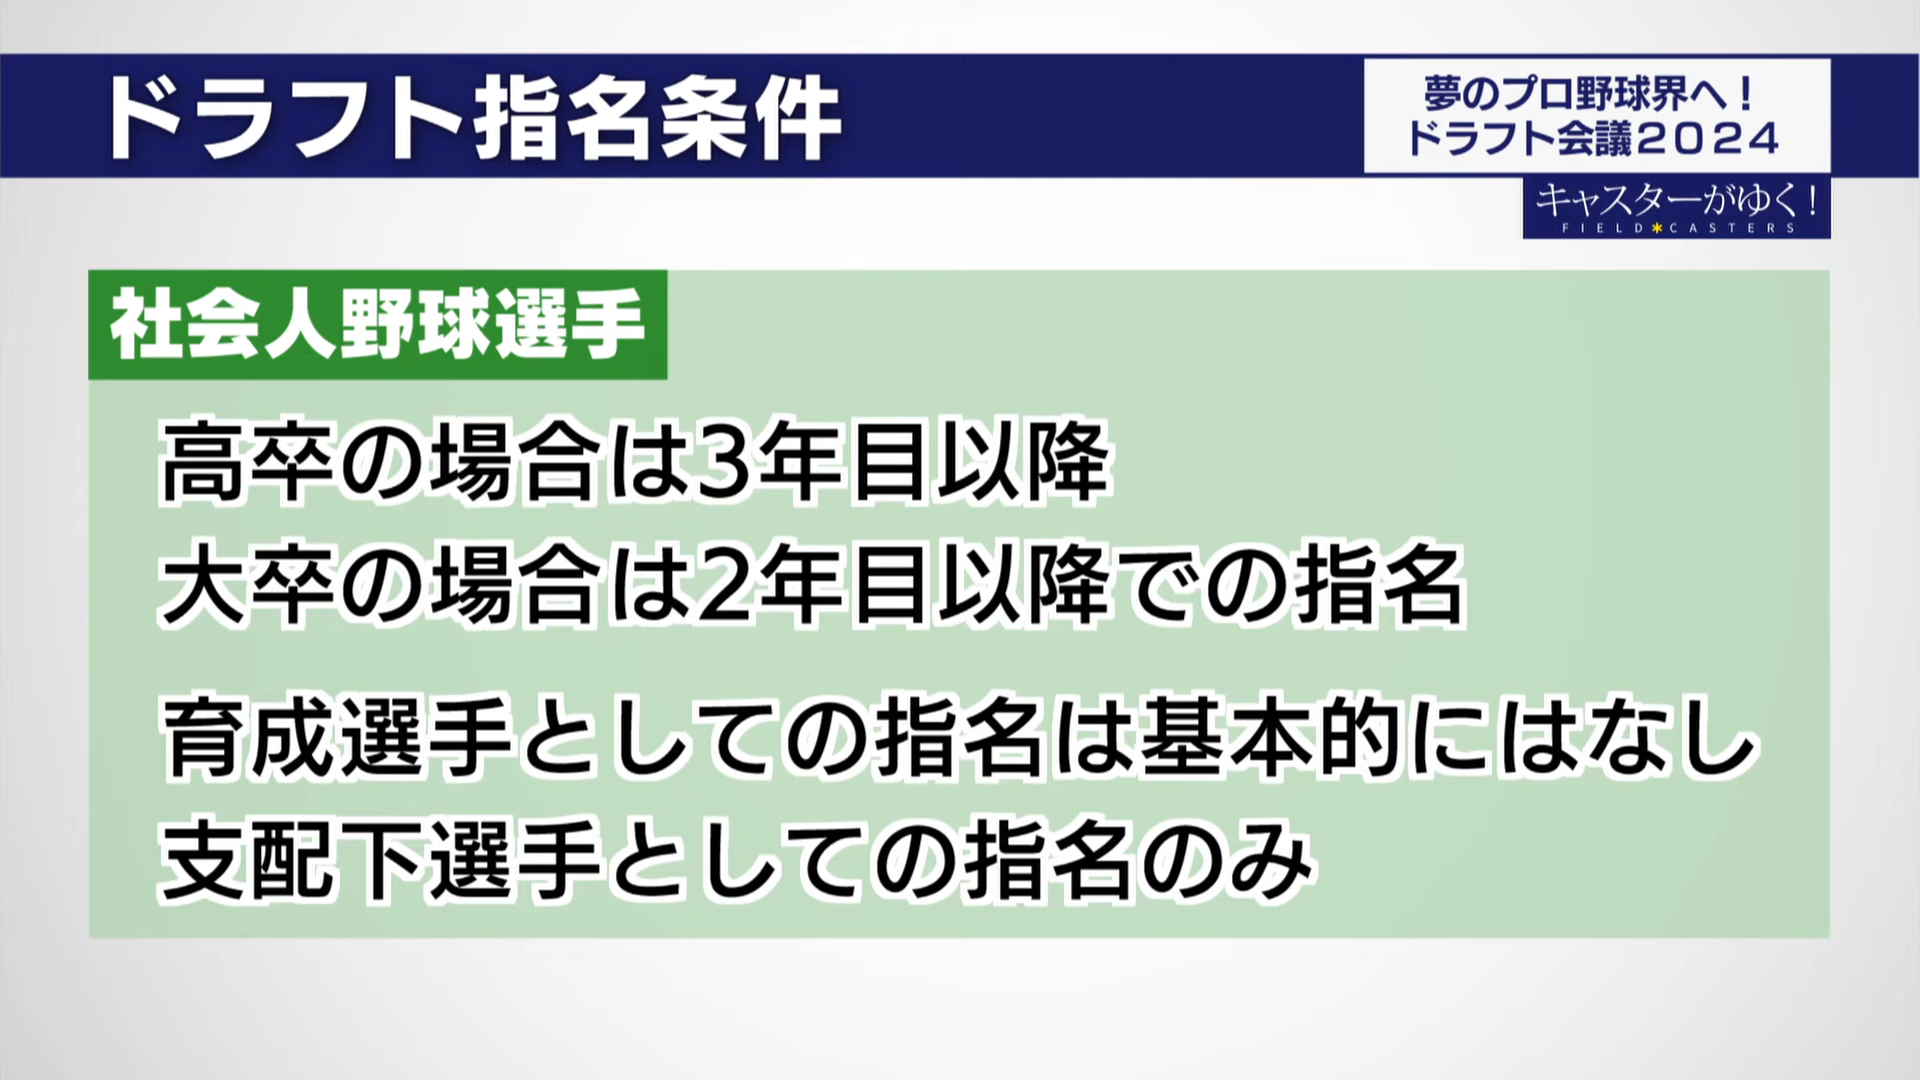 ドラフト指名条件
夢のプロ野球界へ！
ドラフト会議２０２４
キャスターがゆく！
FIELD*CASTERS
社会人野球選手
高卒の場合は3年目以降
大卒の場合は2年目以降での指名
育成選手としての指名は基本的にはなし
支配下選手としての指名のみ